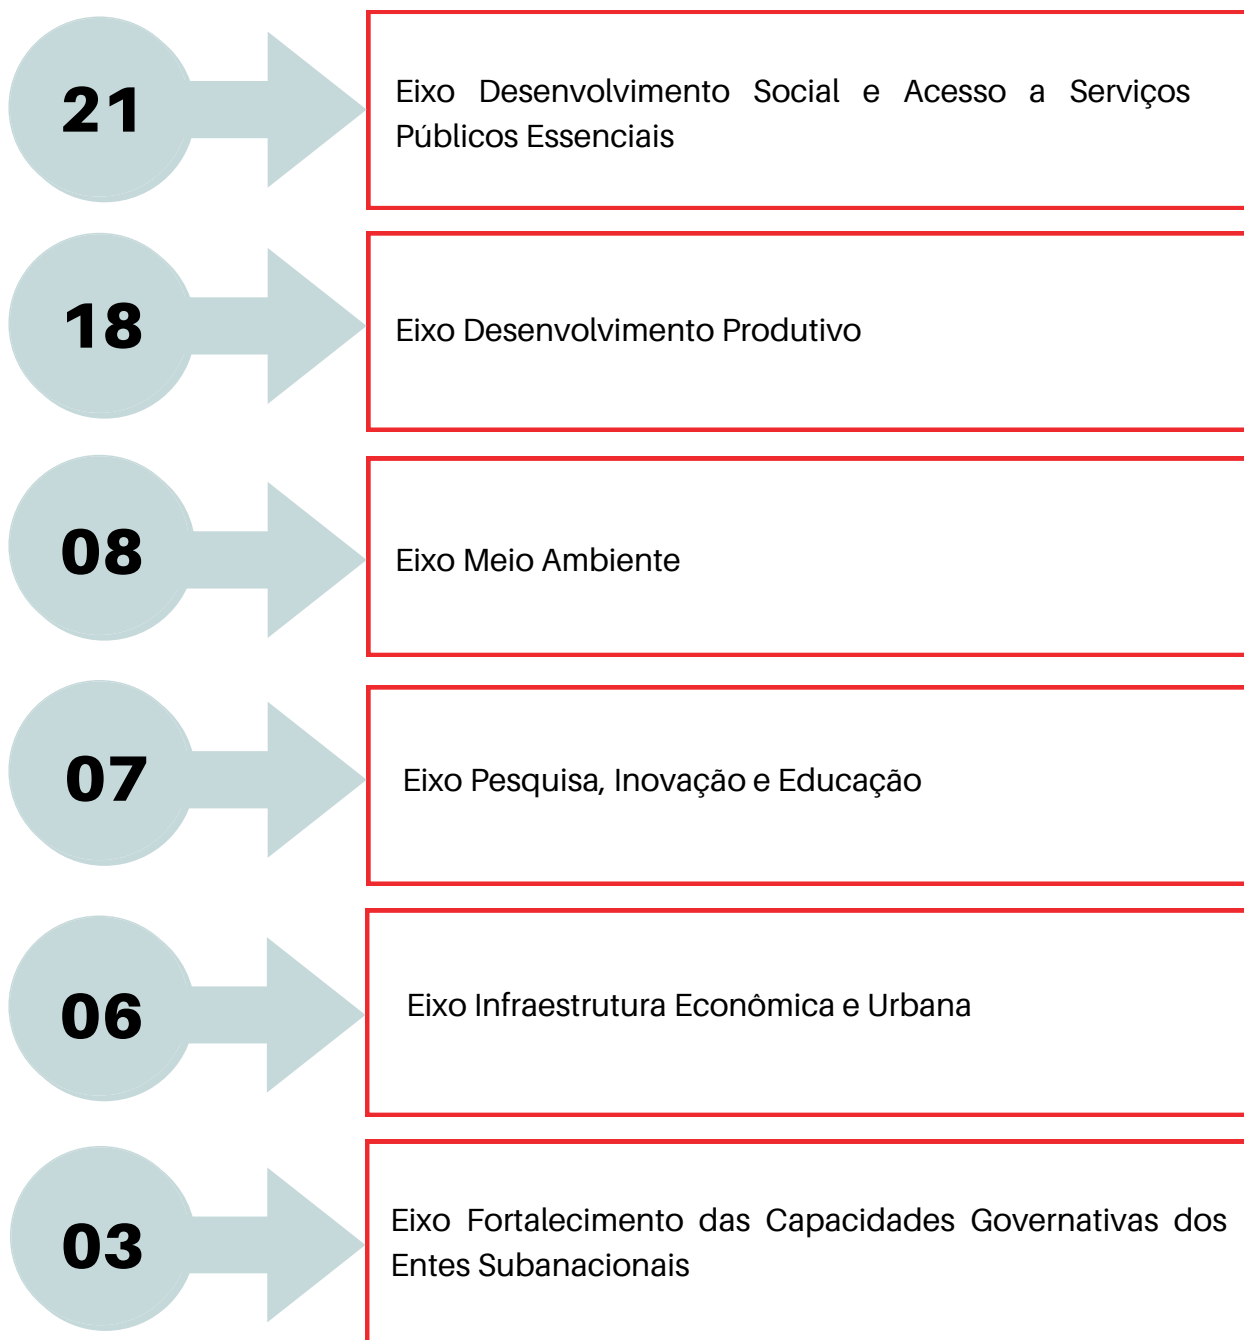 21
Eixo Desenvolvimento Social e Acesso a Serviços
Públicos Essenciais
18
Eixo Desenvolvimento Produtivo
08
Eixo Meio Ambiente
07
Eixo Pesquisa, Inovação e Educação
06
Eixo Infraestrutura Econômica e Urbana
03
Eixo Fortalecimento das Capacidades Governativas dos
Entes Subanacionais